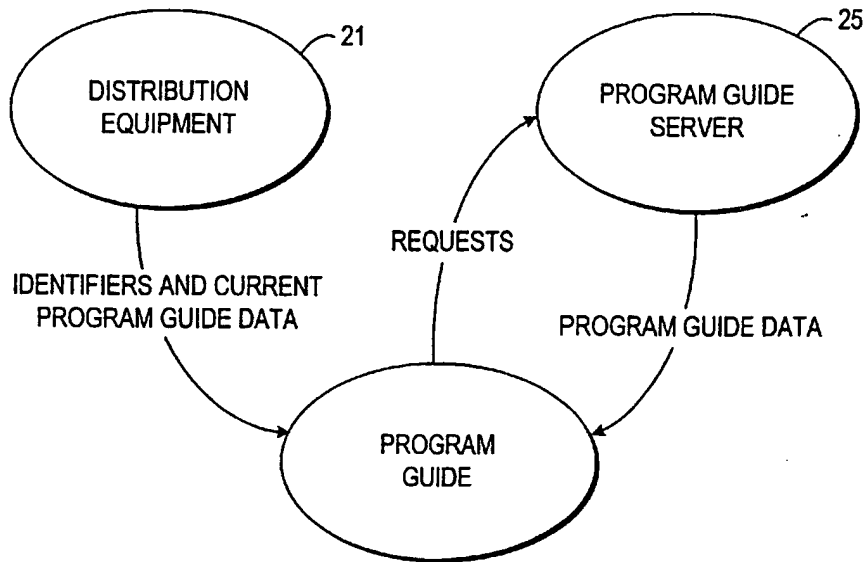 21
DISTRIBUTION
EQUIPMENT
25
PROGRAM GUIDE
SERVER
REQUESTS
IDENTIFIERS AND CURRENT
PROGRAM GUIDE DATA
PROGRAM GUIDE DATA
PROGRAM
GUIDE